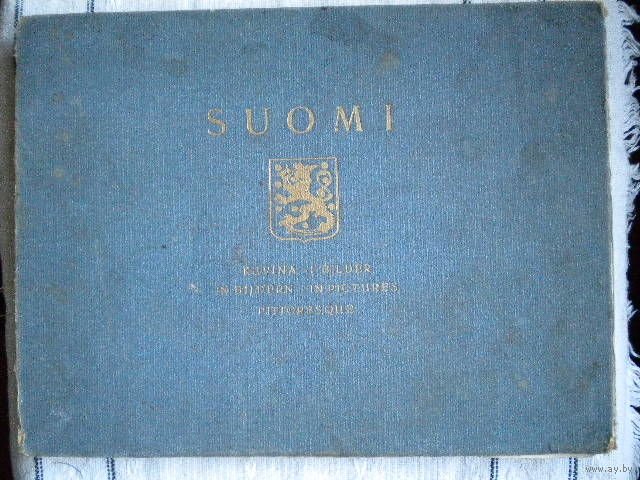 SUOMI
KUVINA · I BILDER
IN BILDERN · IN PICTURES
PITTORESQUE
www.ay.by